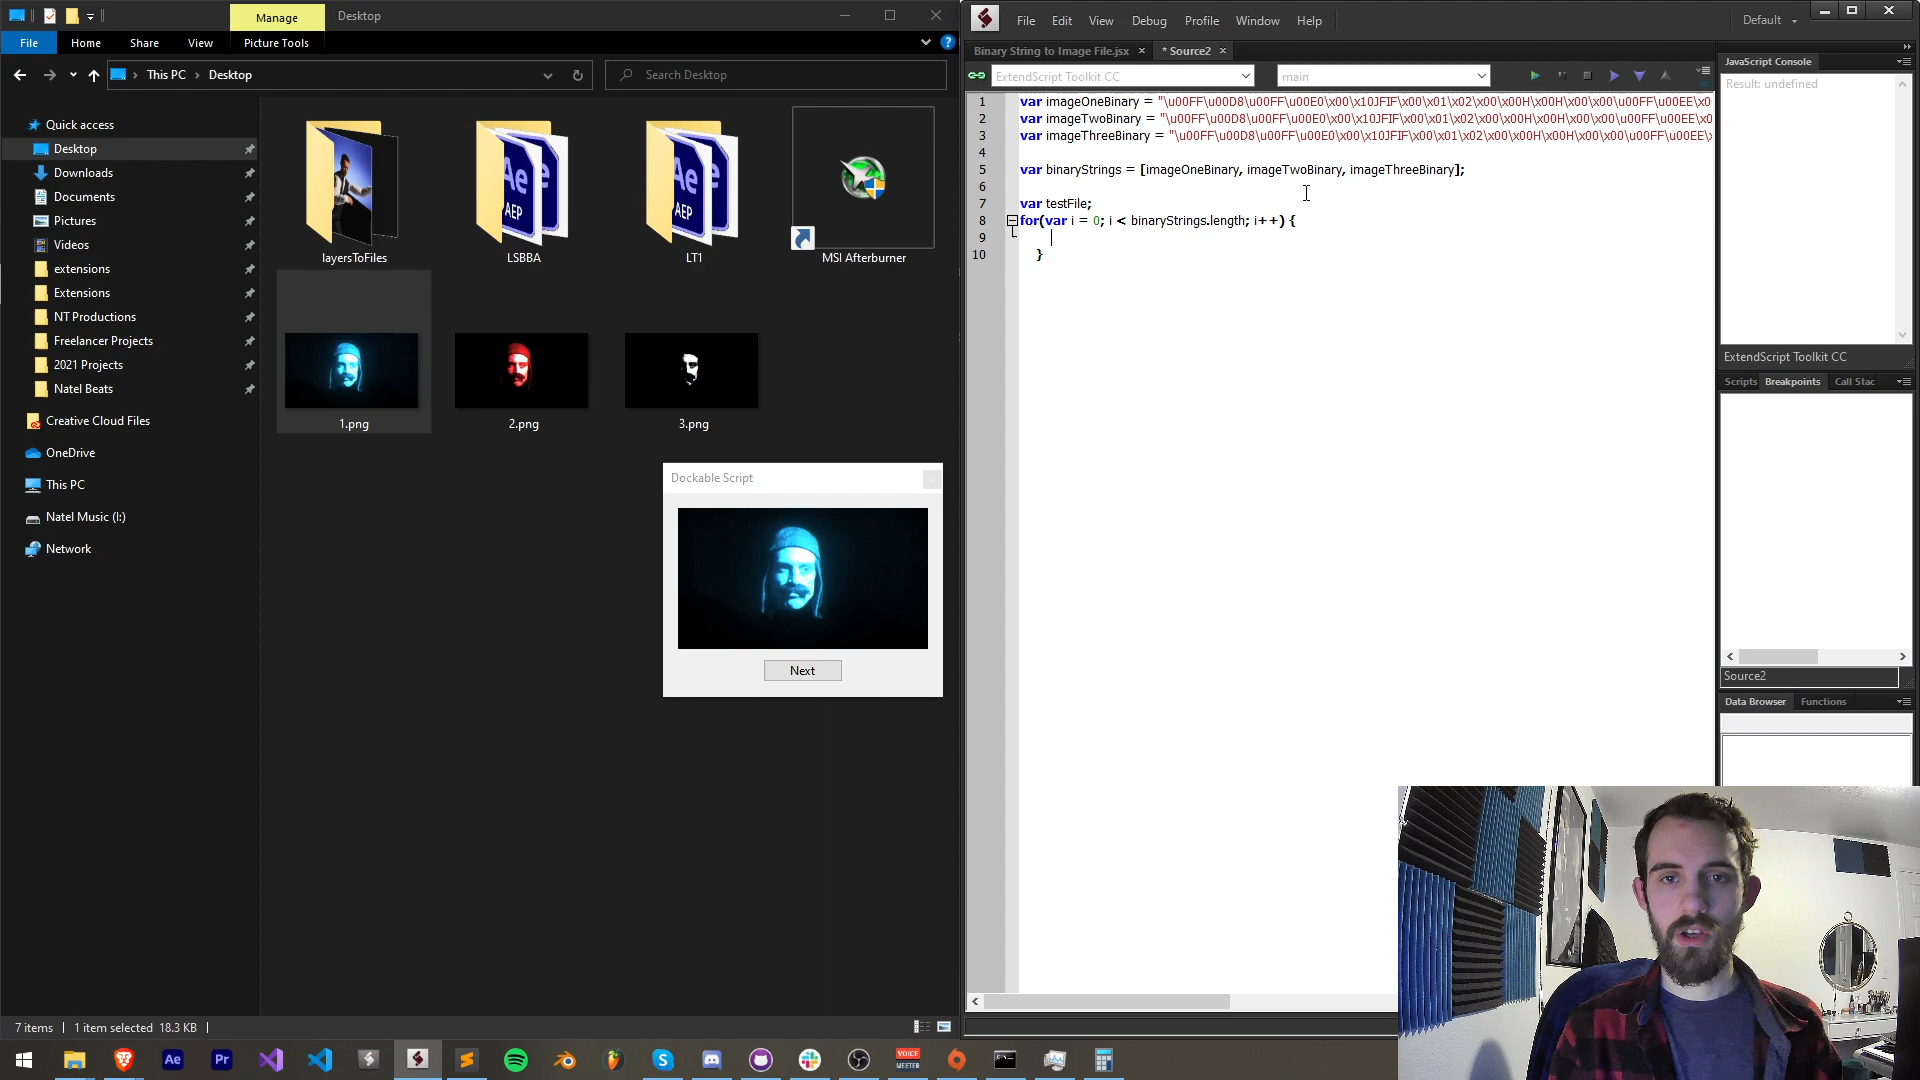 Manage
Desktop
File
Home
Share
View
Picture Tools
This PC
Desktop
Search Desktop
Quick access
Desktop
Downloads
Documents
Pictures
Videos
extensions
Extensions
NT Productions
Freelancer Projects
2021 Projects
Natel Beats
Creative Cloud Files
OneDrive
This PC
Natel Music (I:)
Network
Ae
AEP
Ae
AEP
layersToFiles
LSBBA
LT1
MSI Afterburner
1.png
2.png
3.png
Dockable Script
Next
7 items
1 item selected 18.3 KB
File Edit View Debug Profile Window Help
Default
Binary String to Image File.jsx
* Source2
ExtendScript Toolkit CC
main
1 var imageOneBinary = "\u00FF\u00D8\u00FF\u00E0\x00\x10JFIF\x00\x01\x02\x00\x00H\x00H\x00\x00\u00FF\u00EE\x0
2 var imageTwoBinary = "\u00FF\u00D8\u00FF\u00E0\x00\x10JFIF\x00\x01\x02\x00\x00H\x00H\x00\x00\u00FF\u00EE\x0
3 var imageThreeBinary = "\u00FF\u00D8\u00FF\u00E0\x00\x10JFIF\x00\x01\x02\x00\x00H\x00H\x00\x00\u00FF\u00EE\
4
5 var binaryStrings = [imageOneBinary, imageTwoBinary, imageThreeBinary];
6
7 var testFile;
8 for(var i = 0; i < binaryStrings.length; i++) {
9
10 }
JavaScript Console
Result: undefined
ExtendScript Toolkit CC
Scripts
Breakpoints
Call Stac
Source2
Data Browser
Functions
Ae
Pr
VOICE
MEETER